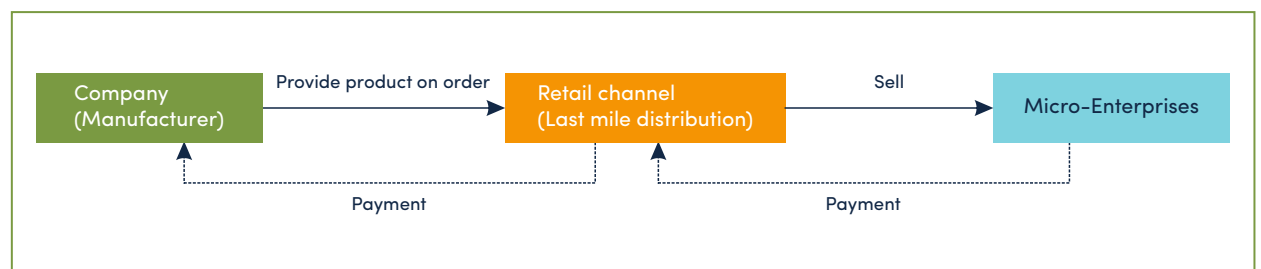 Company
(Manufacturer)
Provide product on order
Retail channel
(Last mile distribution)
Sell
Micro-Enterprises
Payment
Payment